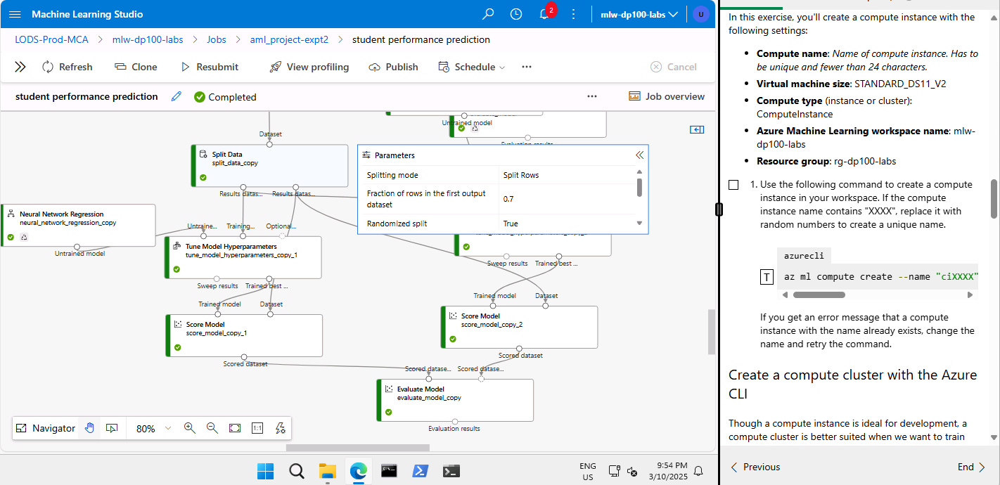 Machine Learning Studio
2
mlw-dp100-labs
U
LODS-Prod-MCA
mlw-dp100-labs
Jobs
aml_project-expt2
student performance prediction
Refresh
Clone
Resubmit
View profiling
Publish
Schedule
Cancel
student performance prediction
Completed
Job overview
Dataset
Split Data
split_data_copy
Results datas...
Results datas...
Untrained model
Evaluation results
Parameters
Splitting mode
Split Rows
Fraction of rows in the first output
dataset
0.7
Randomized split
True
Neural Network Regression
neural_network_regression_copy
Untrained model
Untraine...
Training...
Optional...
Tune Model Hyperparameters
tune_model_hyperparameters_copy_1
Sweep results
Trained best ...
Sweep results
Trained best ...
Trained model
Dataset
Trained model
Dataset
Score Model
score_model_copy_1
Scored dataset
Score Model
score_model_copy_2
Scored dataset
Scored datase...
Scored datase...
Evaluate Model
evaluate_model_copy
Evaluation results
Navigator
80%
1:1
ENG
US
9:54 PM
3/10/2025
In this exercise, you'll create a compute instance with the
following settings:
• Compute name: Name of compute instance. Has to
be unique and fewer than 24 characters.
• Virtual machine size: STANDARD_DS11_V2
• Compute type (instance or cluster):
ComputeInstance
• Azure Machine Learning workspace name: mlw-
dp100-labs
• Resource group: rg-dp100-labs
1. Use the following command to create a compute
instance in your workspace. If the compute
instance name contains "XXXX", replace it with
random numbers to create a unique name.
azurecli
T
az ml compute create --name "ciXXXX"
If you get an error message that a compute
instance with the name already exists, change the
name and retry the command.
Create a compute cluster with the Azure
CLI
Though a compute instance is ideal for development, a
compute cluster is better suited when we want to train
Previous
End